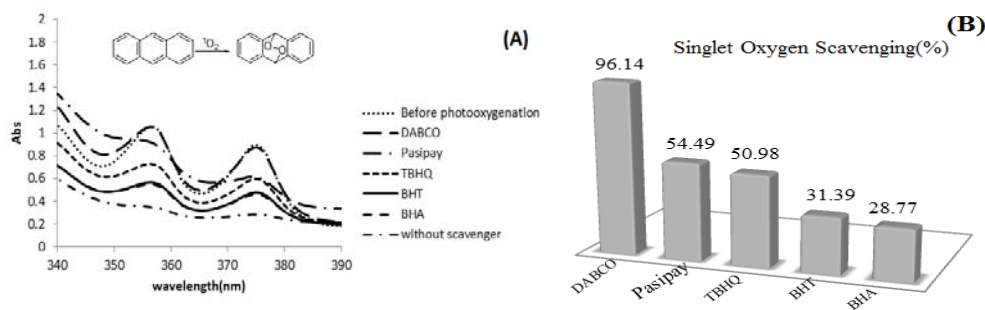 (A)
¹O₂
O
O
Abs
2
1.8
1.6
1.4
1.2
1
0.8
0.6
0.4
0.2
0
340
350
360
370
380
390
wavelength(nm)
Before photooxygenation
DABCO
Pasipay
TBHQ
BHT
BHA
without scavenger
(B)
Singlet Oxygen Scavenging(%)
96.14
54.49
50.98
31.39
28.77
DABCO
Pasipay
TBHQ
BHT
BHA